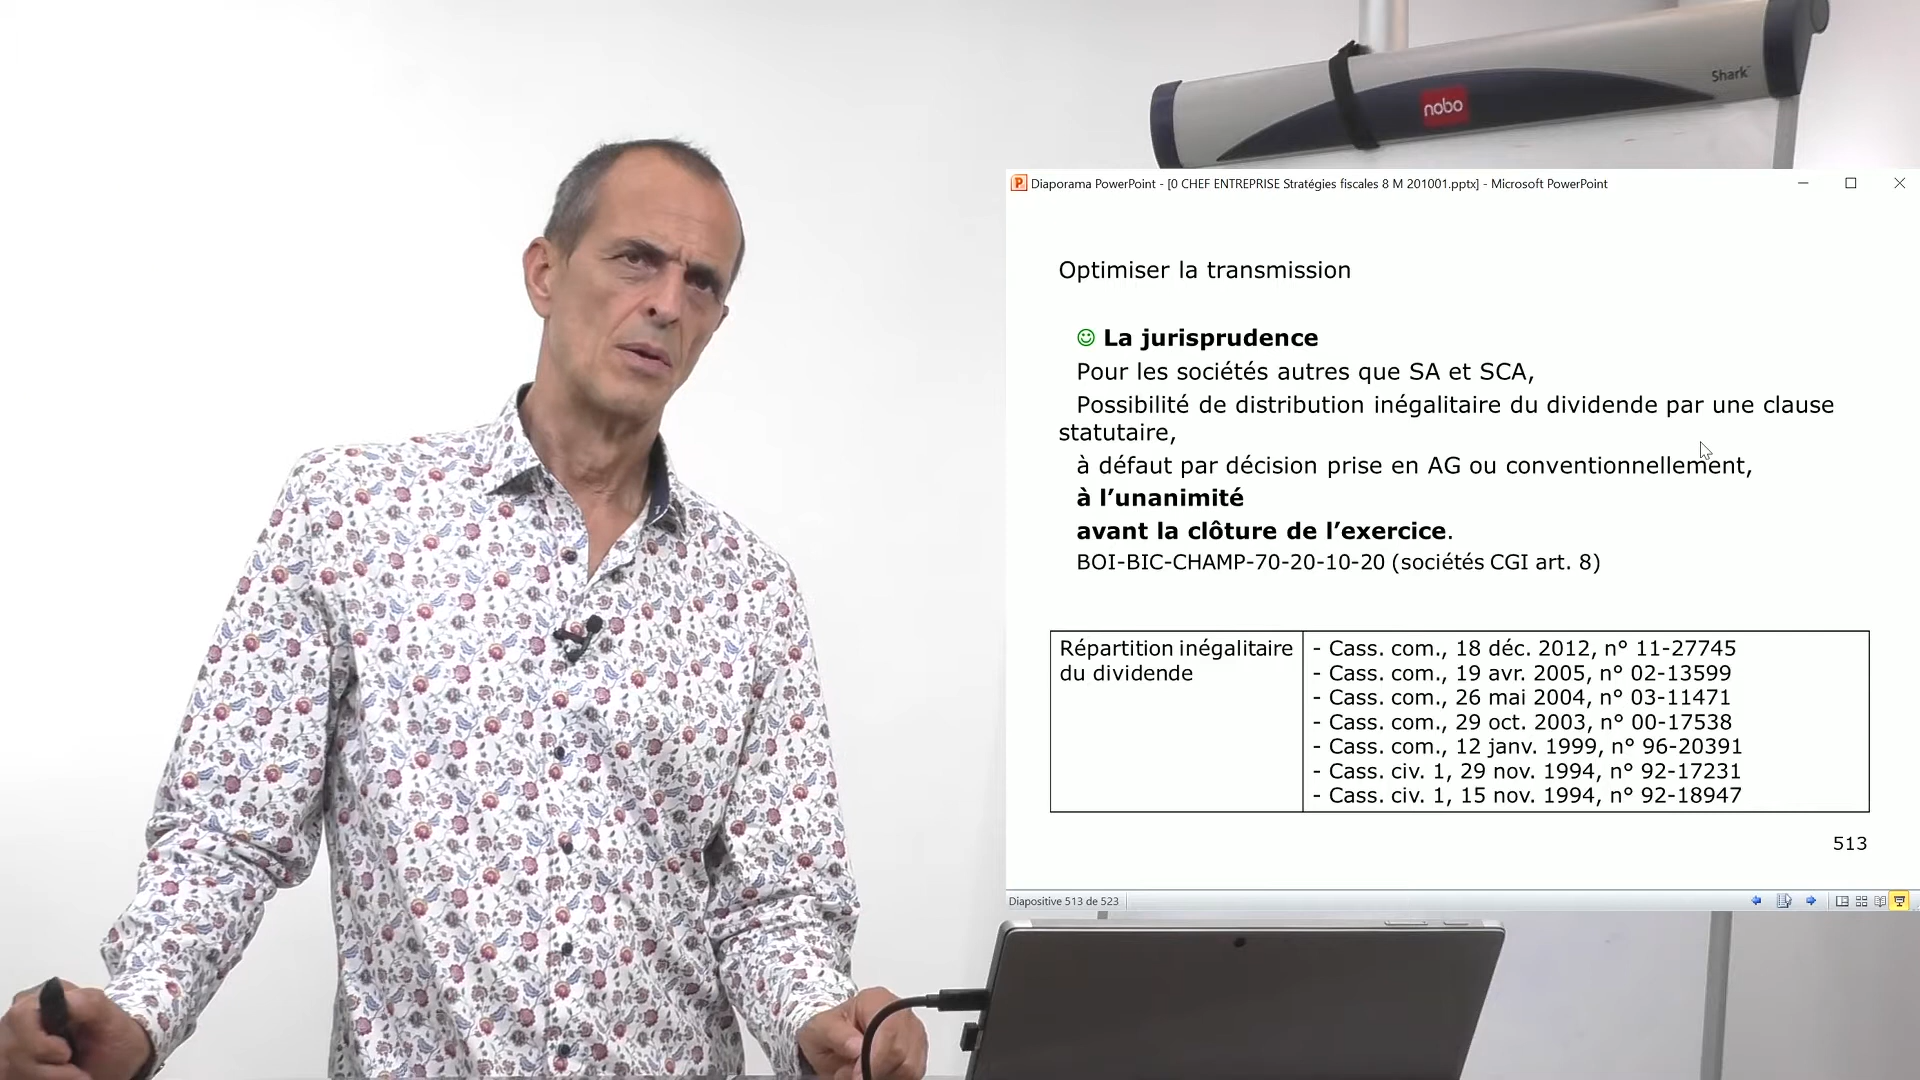 Shark
nobo
Diaporama PowerPoint - [0 CHEF ENTREPRISE Stratégies fiscales 8 M 201001.pptx] - Microsoft PowerPoint
Optimiser la transmission
☺ La jurisprudence
Pour les sociétés autres que SA et SCA,
Possibilité de distribution inégalitaire du dividende par une clause
statutaire,
à défaut par décision prise en AG ou conventionnellement,
à l’unanimité
avant la clôture de l’exercice.
BOI-BIC-CHAMP-70-20-10-20 (sociétés CGI art. 8)
Répartition inégalitaire
du dividende
- Cass. com., 18 déc. 2012, n° 11-27745
- Cass. com., 19 avr. 2005, n° 02-13599
- Cass. com., 26 mai 2004, n° 03-11471
- Cass. com., 29 oct. 2003, n° 00-17538
- Cass. com., 12 janv. 1999, n° 96-20391
- Cass. civ. 1, 29 nov. 1994, n° 92-17231
- Cass. civ. 1, 15 nov. 1994, n° 92-18947
513
Diapositive 513 de 523